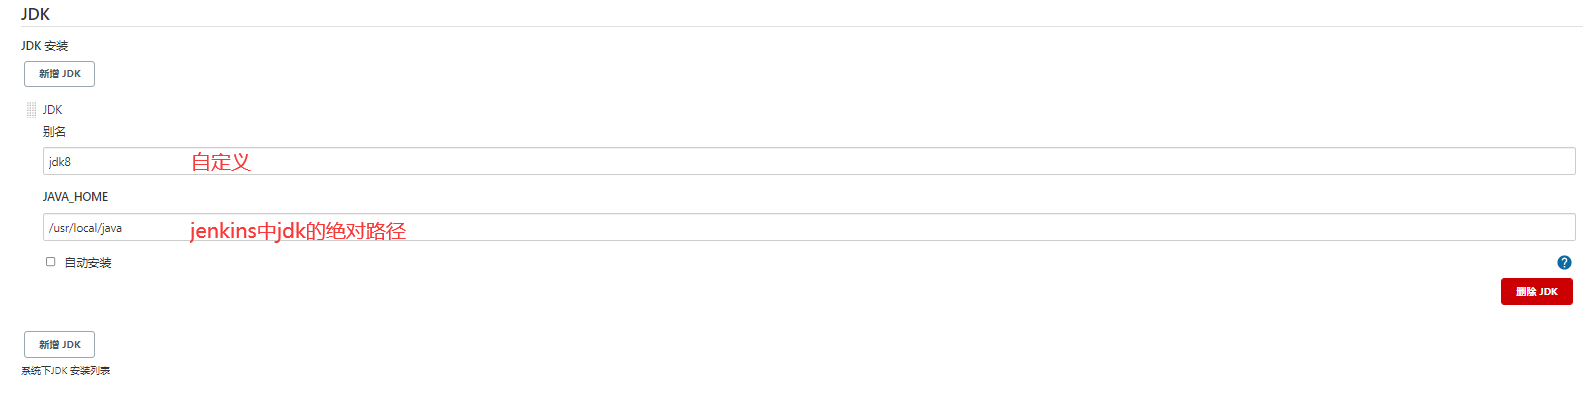 JDK
JDK 安装
新增 JDK
JDK
别名
jdk8 自定义
JAVA_HOME
/usr/local/java jenkins中jdk的绝对路径
自动安装 ?
删除 JDK
新增 JDK
系统下JDK 安装列表